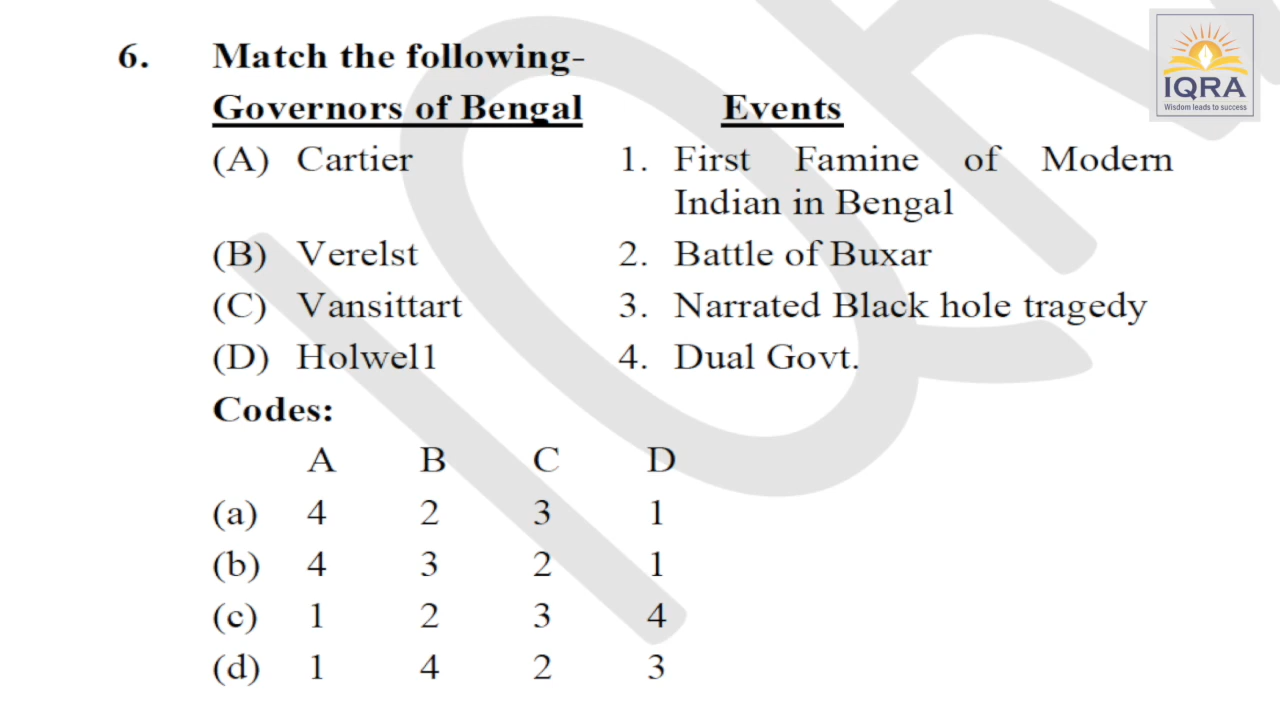 6. Match the following-
Governors of Bengal Events
(A) Cartier 1. First Famine of Modern
Indian in Bengal
(B) Verelst 2. Battle of Buxar
(C) Vansittart 3. Narrated Black hole tragedy
(D) Holwell 4. Dual Govt.
Codes:
A B C D
(a) 4 2 3 1
(b) 4 3 2 1
(c) 1 2 3 4
(d) 1 4 2 3
IQRA
Wisdom leads to success